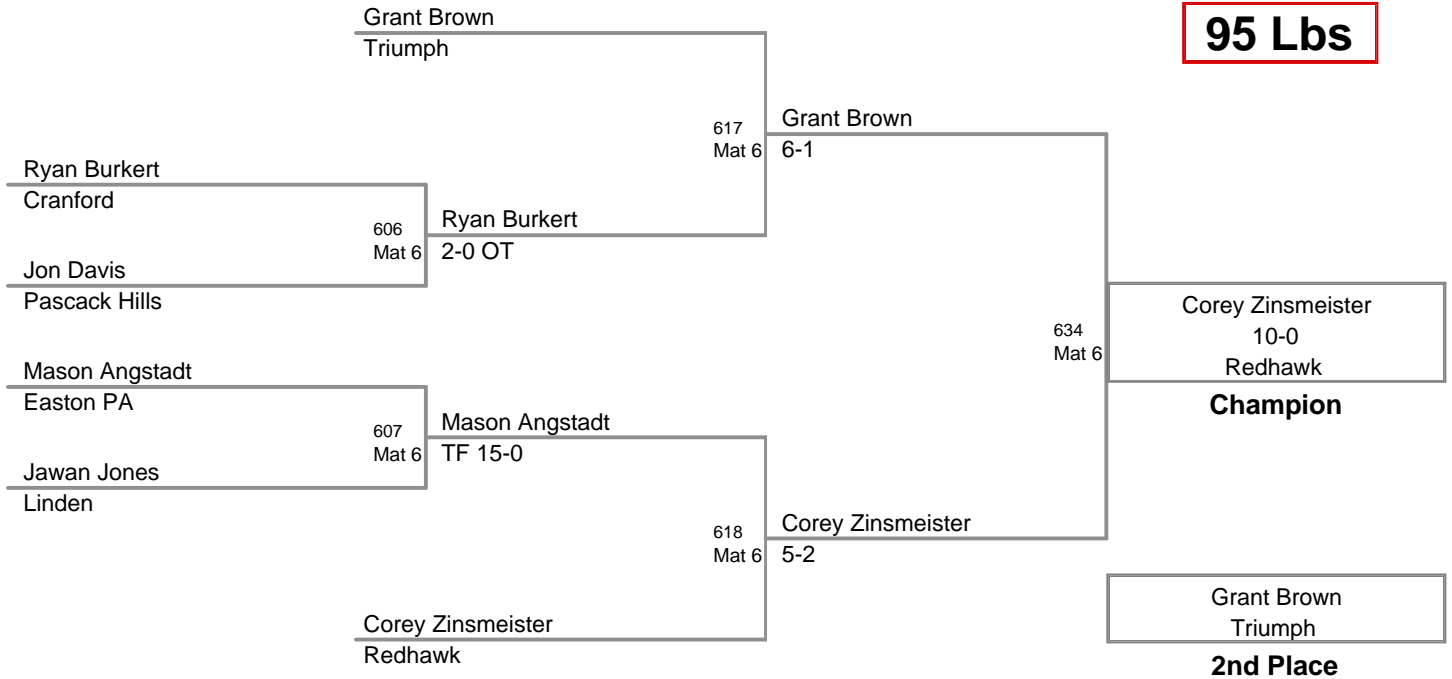 Grant Brown
Triumph
95 Lbs
617
Mat 6
Grant Brown
6-1
Ryan Burkert
Cranford
606
Mat 6
Ryan Burkert
2-0 OT
Jon Davis
Pascack Hills
634
Mat 6
Corey Zinsmeister
10-0
Redhawk
Champion
Mason Angstadt
Easton PA
607
Mat 6
Mason Angstadt
TF 15-0
Jawan Jones
Linden
618
Mat 6
Corey Zinsmeister
5-2
Corey Zinsmeister
Redhawk
Grant Brown
Triumph
2nd Place